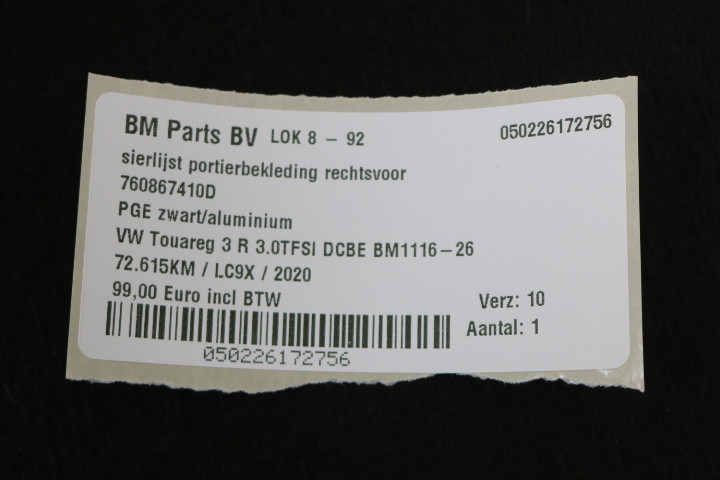 BM Parts BV LOK 8 - 92 050226172756
sierlijst portierbekleding rechtsvoor
760867410D
PGE zwart/aluminium
VW Touareg 3 R 3.0TFSI DCBE BM1116-26
72.615KM / LC9X / 2020
99,00 Euro incl BTW Verz: 10
Aantal: 1
050226172756